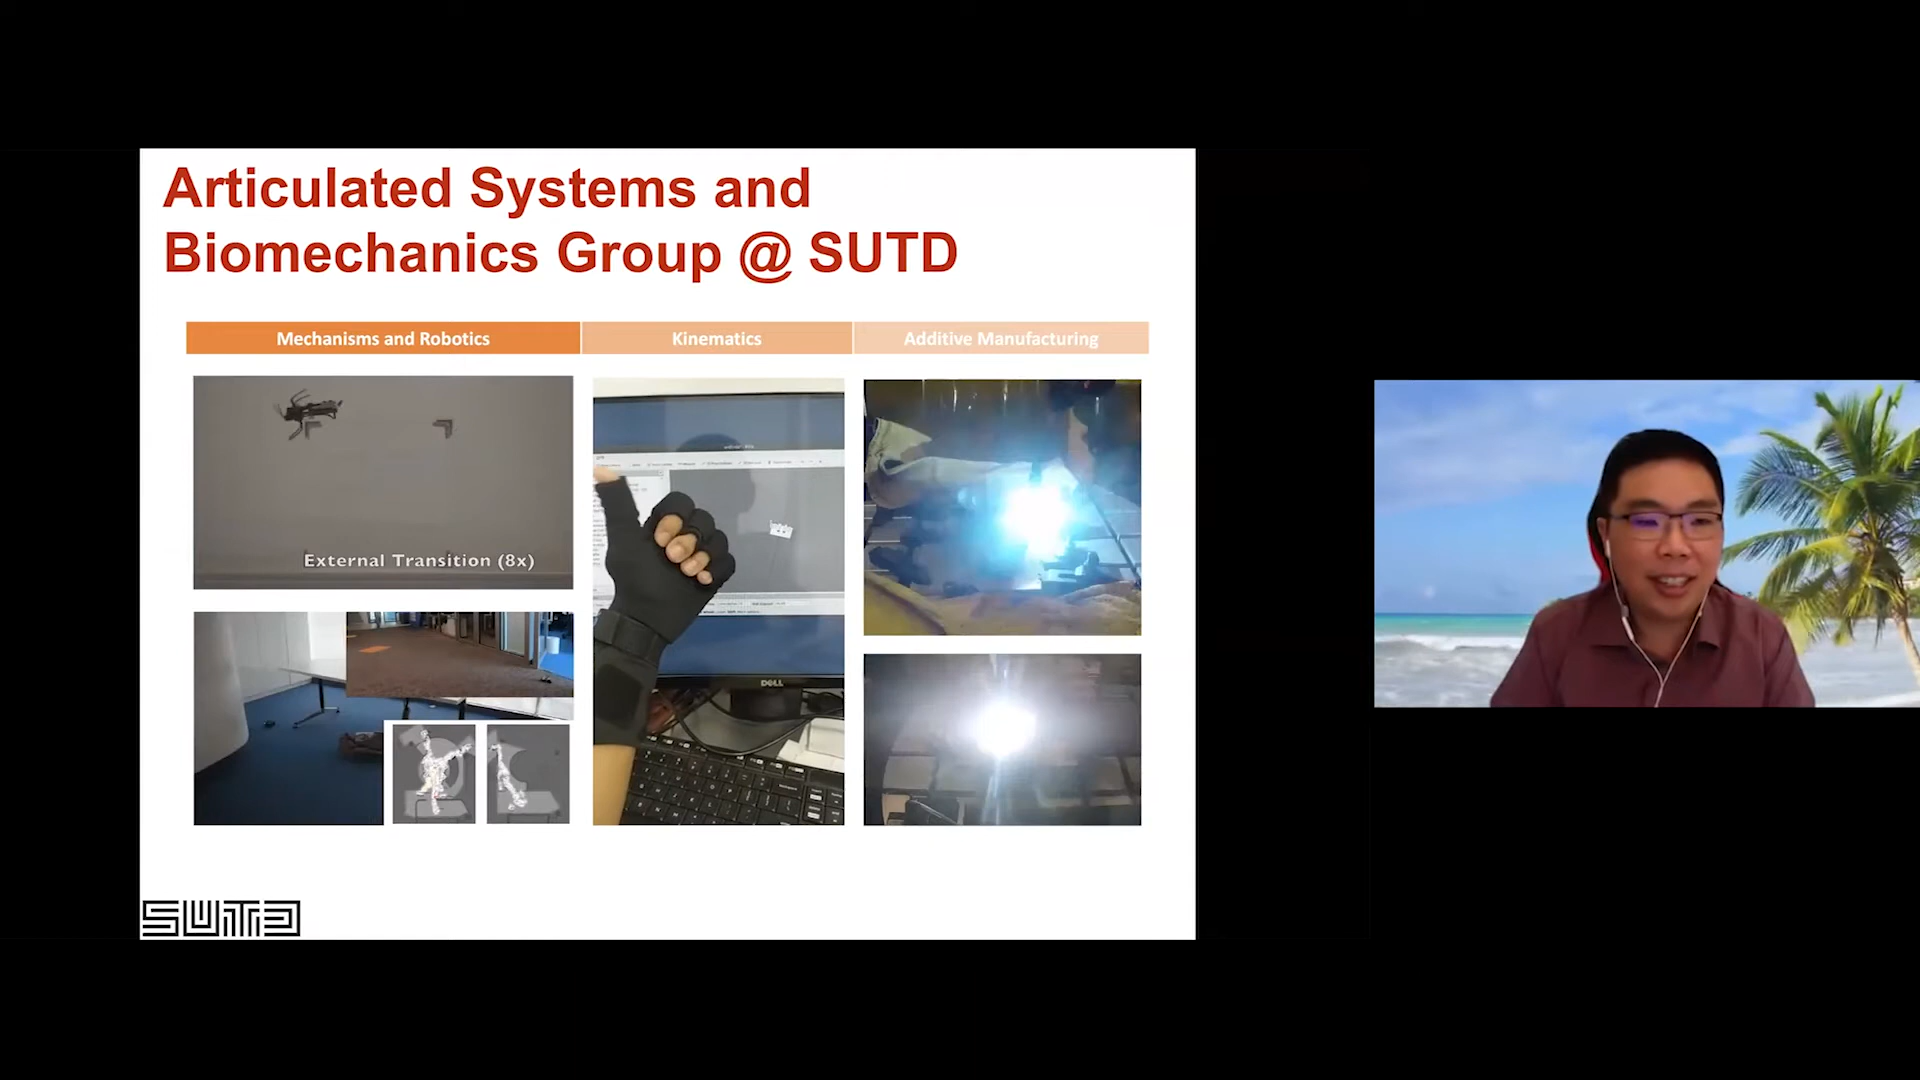 Articulated Systems and
Biomechanics Group @ SUTD
Mechanisms and Robotics
Kinematics
Additive Manufacturing
External Transition (8x)
DELL
SUTD